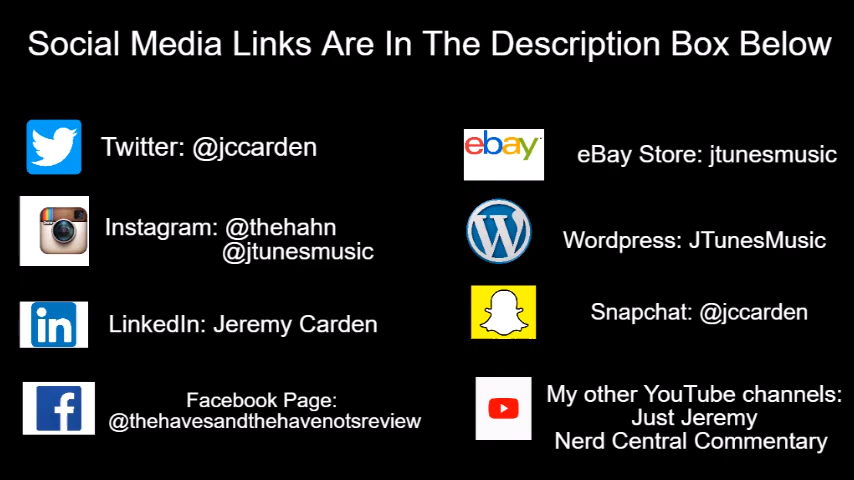 Social Media Links Are In The Description Box Below
Twitter: @jccarden
Instagram: @thehahn
@jtunesmusic
in LinkedIn: Jeremy Carden
f
Facebook Page:
@thehavesandthehavenotsreview
ebay eBay Store: jtunesmusic
W Wordpress: JTunesMusic
Snapchat: @jccarden
My other YouTube channels:
Just Jeremy
Nerd Central Commentary